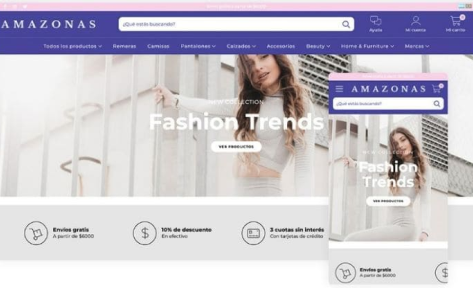 AMAZONAS
¿Qué estás buscando?
Ayuda
Mi cuenta
Mi carrito
Todos los productos
Remeras
Camisas
Pantalones
Calzados
Accesorios
Beauty
Home & Furniture
Marcas
COLLECTION
Fashion Trends
VER PRODUCTOS
Envíos gratis
A partir de $6000
$
10% de descuento
En efectivo
3 cuotas sin interés
Con tarjetas de crédito
AMAZONAS
¿Qué estás buscando?
Fashion
Trends
VER PRODUCTOS
Envíos gratis
A partir de $6000